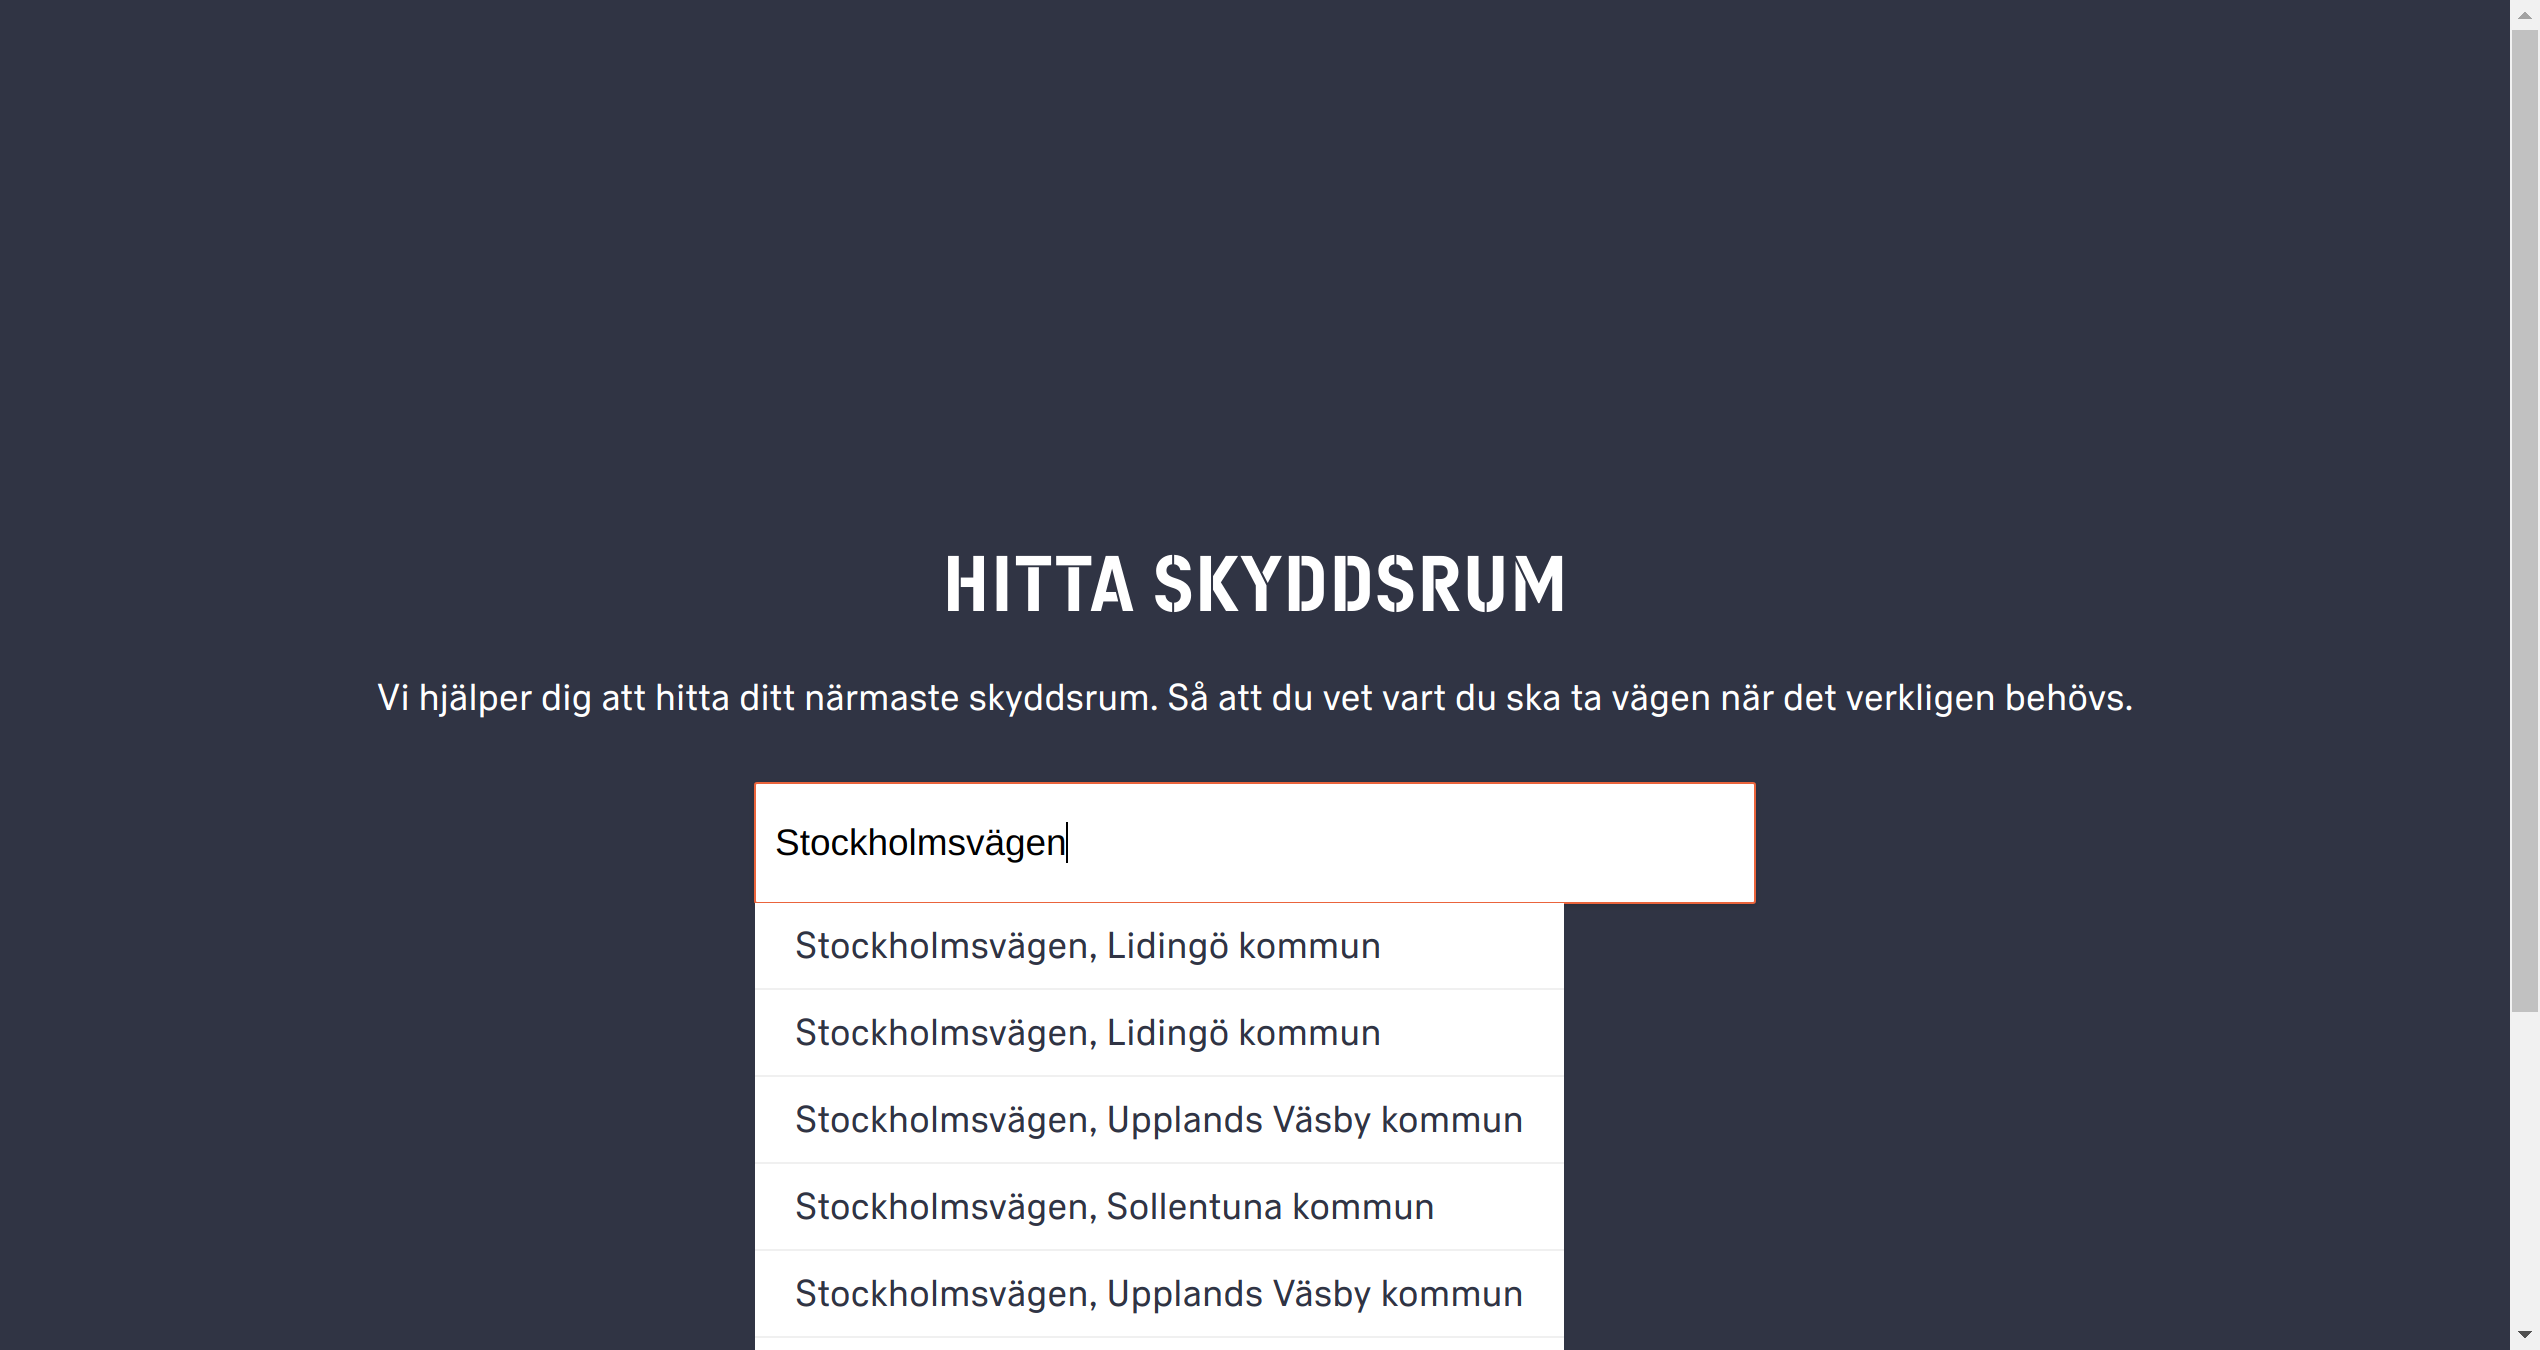 HITTA SKYDDSRUM
Vi hjälper dig att hitta ditt närmaste skyddsrum. Så att du vet vart du ska ta vägen när det verkligen behövs.
Stockholmsvägen
Stockholmsvägen, Lidingö kommun
Stockholmsvägen, Lidingö kommun
Stockholmsvägen, Upplands Väsby kommun
Stockholmsvägen, Sollentuna kommun
Stockholmsvägen, Upplands Väsby kommun